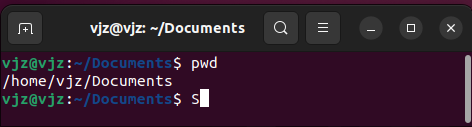 vjz@vjz: ~/Documents
vjz@vjz:~/Documents$ pwd
/home/vjz/Documents
vjz@vjz:~/Documents$ S